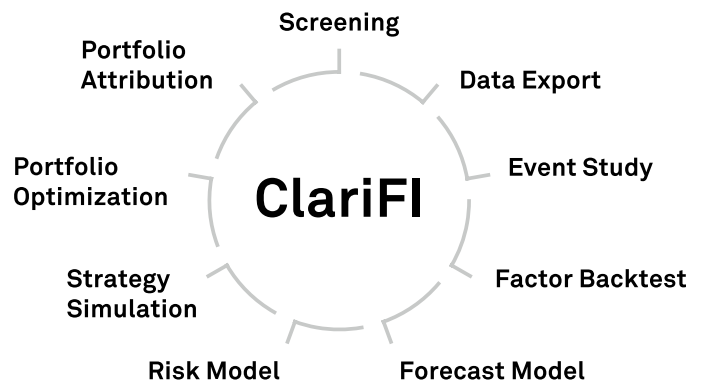 Screening
Data Export
Event Study
Factor Backtest
Forecast Model
Risk Model
Strategy
Simulation
Portfolio
Optimization
Portfolio
Attribution
ClariFI